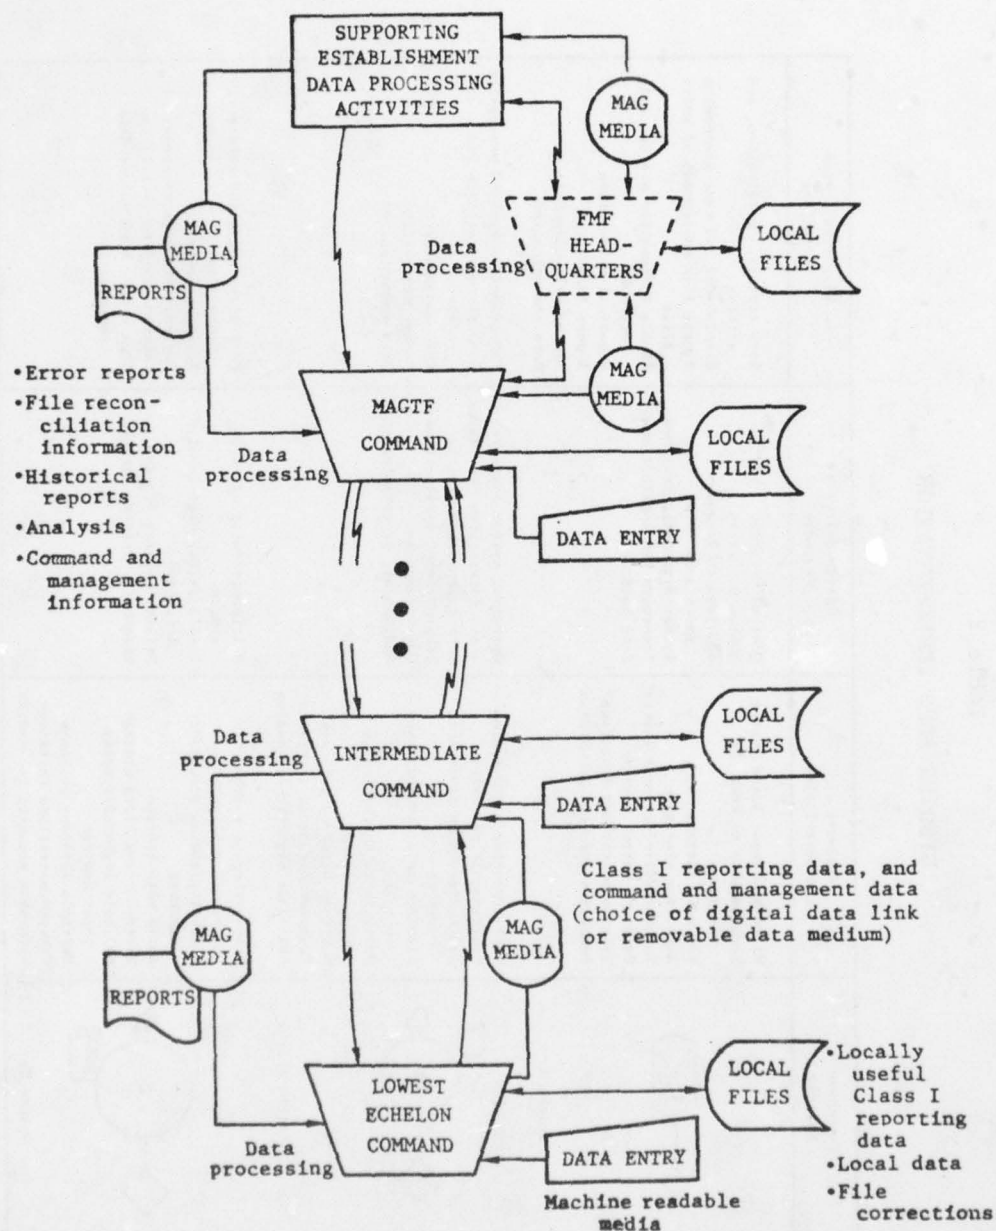 SUPPORTING
ESTABLISHMENT
DATA PROCESSING
ACTIVITIES
MAG
MEDIA
FMF
HEAD-
QUARTERS
Data
processing
LOCAL
FILES
MAG
MEDIA
REPORTS
•Error reports
•File recon-
ciliation
information
•Historical
reports
•Analysis
•Command and
management
information
MAG
MEDIA
MAGTF
COMMAND
Data
processing
LOCAL
FILES
DATA ENTRY
Data
processing
INTERMEDIATE
COMMAND
LOCAL
FILES
DATA ENTRY
Class I reporting data, and
command and management data
(choice of digital data link
or removable data medium)
MAG
MEDIA
REPORTS
MAG
MEDIA
LOWEST
ECHELON
COMMAND
Data
processing
LOCAL
FILES
•Locally
useful
Class I
reporting
data
•Local data
•File
corrections
DATA ENTRY
Machine readable
media